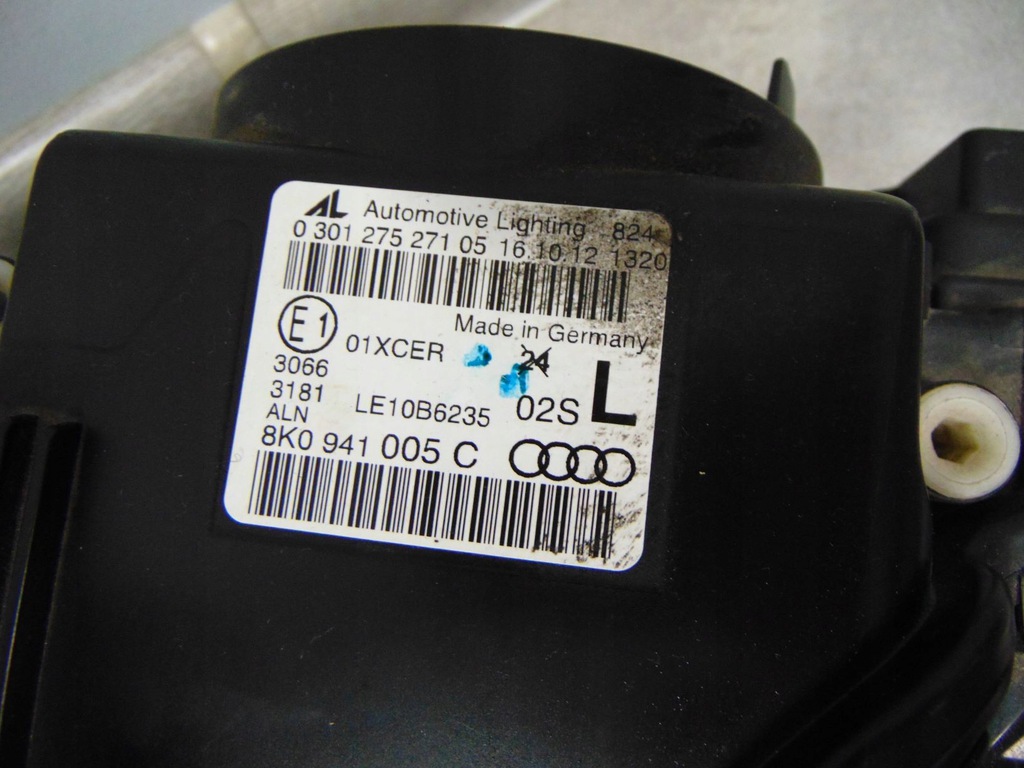 AL Automotive Lighting 824
0 301 275 271 05 16.10.12 1320
Made in Germany
E1 01XCER 24
3066
3181 LE10B6235 02S L
ALN
8K0 941 005 C